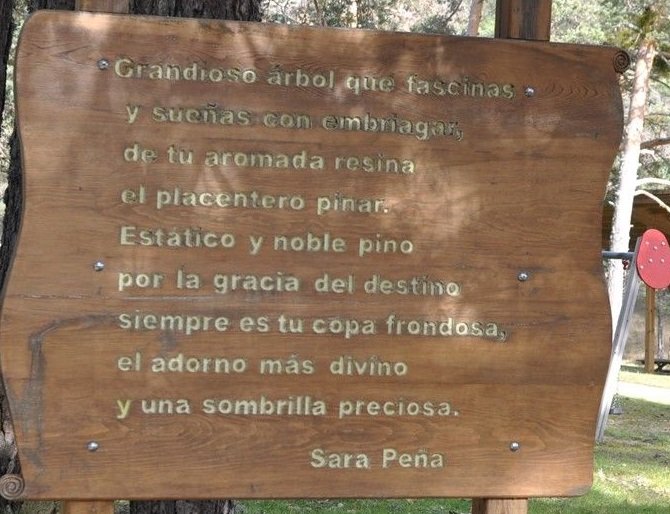 Grandioso árbol que fascinas
y sueñas con embriagar,
de tu aromada resina
el placentero pinar.
Estático y noble pino
por la gracia del destino
siempre es tu copa frondosa,
el adorno más divino
y una sombrilla preciosa.
Sara Peña